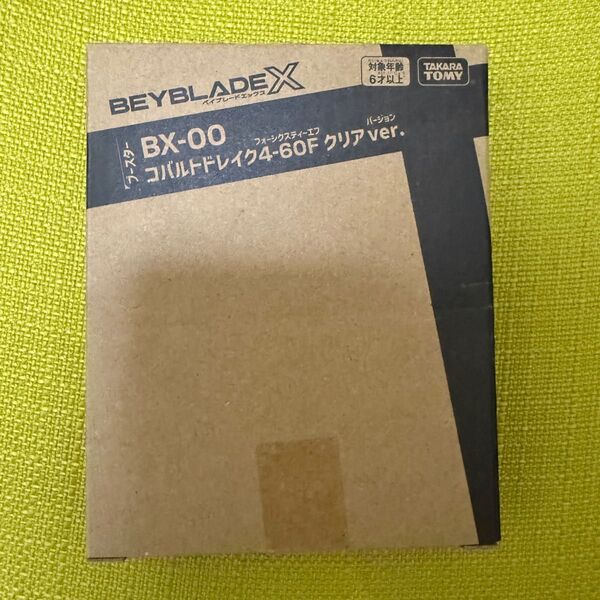 BEYBLADE X
ベイブレードエックス
対象年齢
6才以上
TAKARA
TOMY
ブースター
BX-00
フォーシックスティーエフ
バージョン
コバルトドレイク4-60F クリアver.